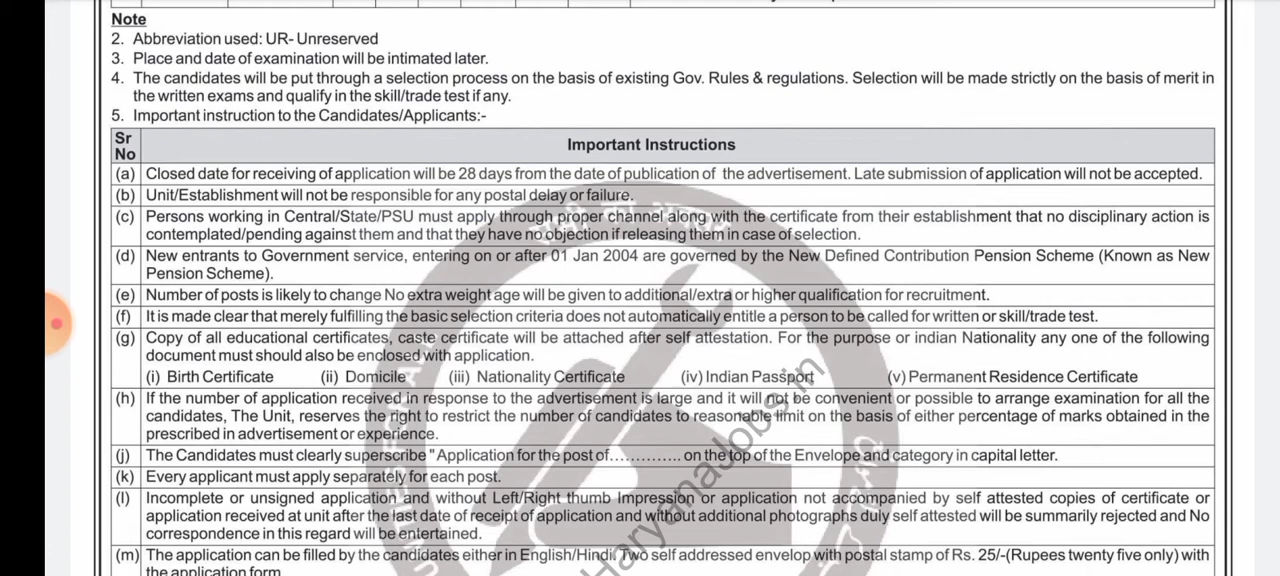 Note
2. Abbreviation used: UR- Unreserved
3. Place and date of examination will be intimated later.
4. The candidates will be put through a selection process on the basis of existing Gov. Rules & regulations. Selection will be made strictly on the basis of merit in
the written exams and qualify in the skill/trade test if any.
5. Important instruction to the Candidates/Applicants:-
Sr
No
Important Instructions
(a) Closed date for receiving of application will be 28 days from the date of publication of the advertisement. Late submission of application will not be accepted.
(b) Unit/Establishment will not be responsible for any postal delay or failure.
(c) Persons working in Central/State/PSU must apply through proper channel along with the certificate from their establishment that no disciplinary action is
contemplated/pending against them and that they have no objection if releasing them in case of selection.
(d) New entrants to Government service, entering on or after 01 Jan 2004 are governed by the New Defined Contribution Pension Scheme (Known as New
Pension Scheme).
(e) Number of posts is likely to change No extra weight age will be given to additional/extra or higher qualification for recruitment.
(f) It is made clear that merely fulfilling the basic selection criteria does not automatically entitle a person to be called for written or skill/trade test.
(g) Copy of all educational certificates, caste certificate will be attached after self attestation. For the purpose or indian Nationality any one of the following
document must should also be enclosed with application.
(i) Birth Certificate (ii) Domicile (iii) Nationality Certificate (iv) Indian Passport (v) Permanent Residence Certificate
(h) If the number of application received in response to the advertisement is large and it will not be convenient or possible to arrange examination for all the
candidates, The Unit, reserves the right to restrict the number of candidates to reasonable limit on the basis of either percentage of marks obtained in the
prescribed in advertisement or experience.
(j) The Candidates must clearly superscribe "Application for the post of............. on the top of the Envelope and category in capital letter.
(k) Every applicant must apply separately for each post.
(l) Incomplete or unsigned application and without Left/Right thumb Impression or application not accompanied by self attested copies of certificate or
application received at unit after the last date of receipt of application and without additional photographs duly self attested will be summarily rejected and No
correspondence in this regard will be entertained.
(m) The application can be filled by the candidates either in English/Hindi. Two self addressed envelop with postal stamp of Rs. 25/-(Rupees twenty five only) with
the application form
HaryanaJobs.in